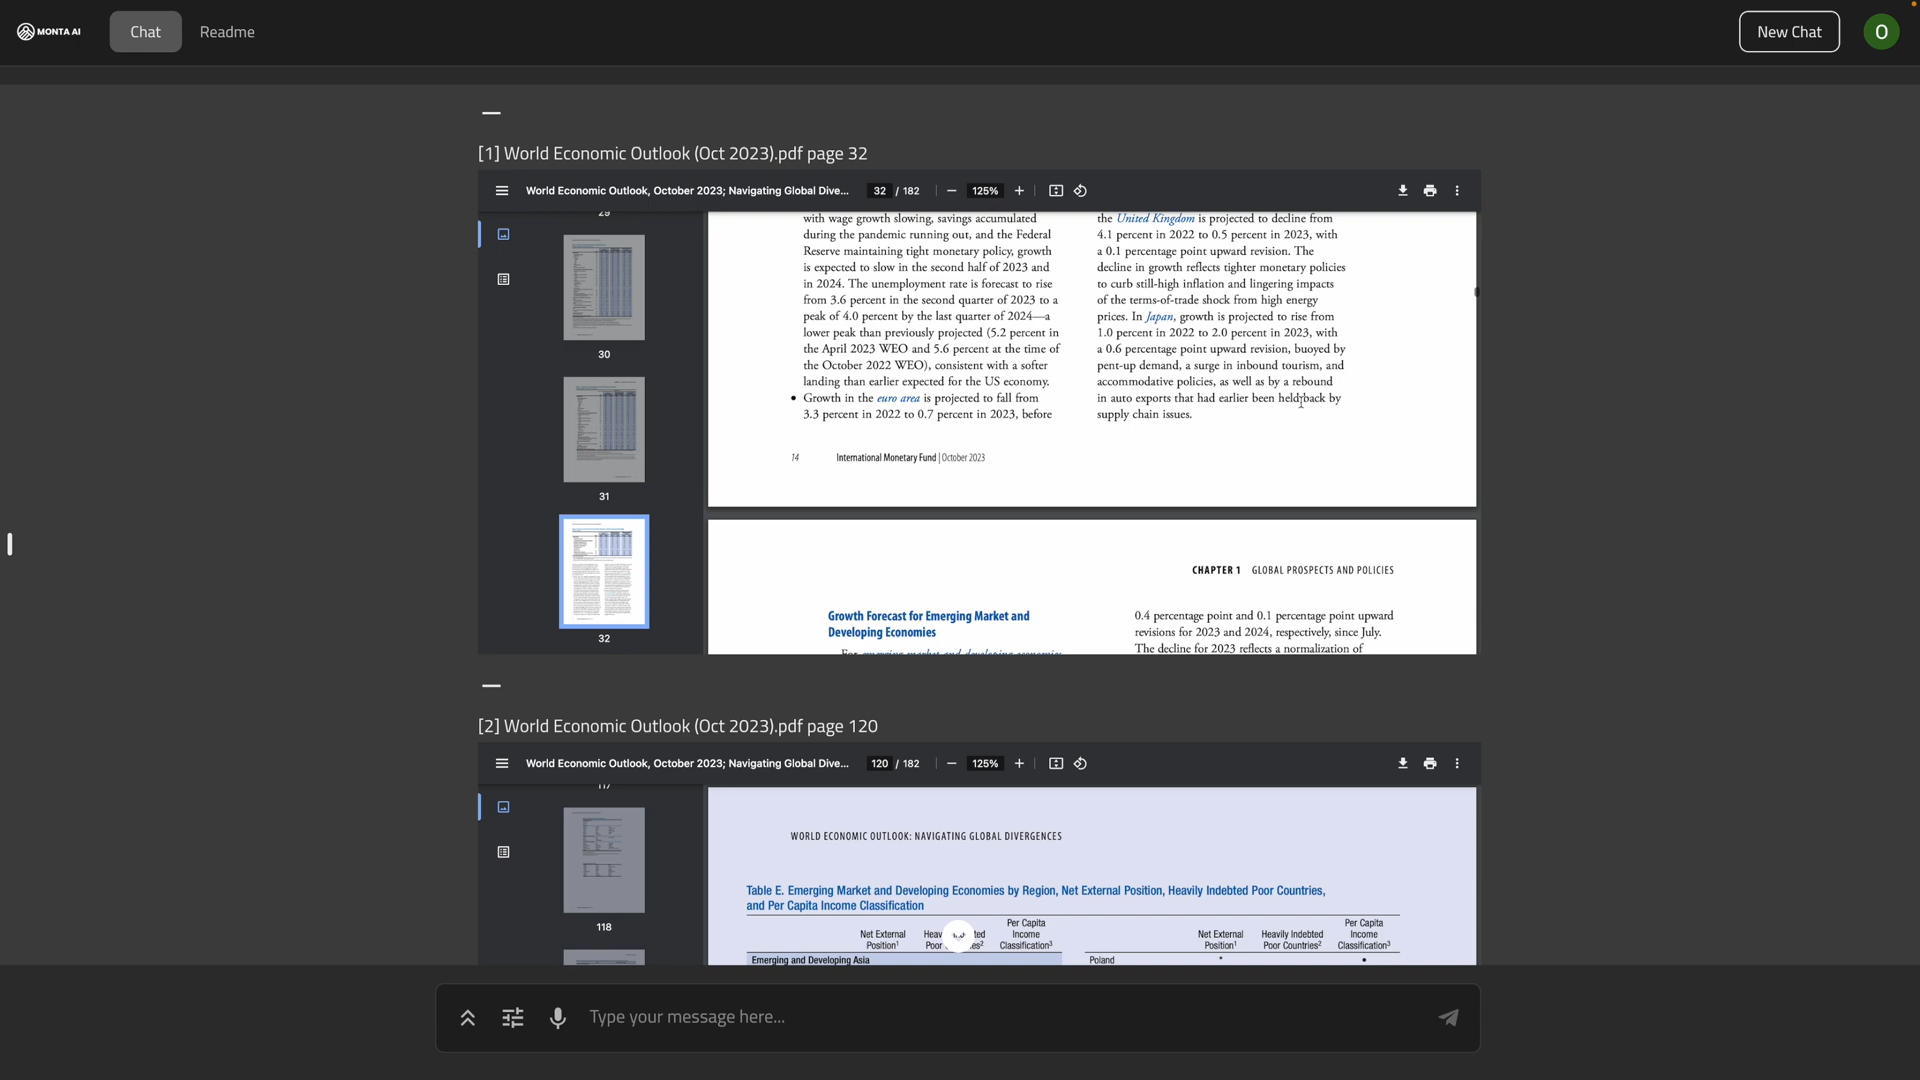 MONTA AI
Chat
Readme
New Chat
O
[1] World Economic Outlook (Oct 2023).pdf page 32
World Economic Outlook, October 2023; Navigating Global Dive...
32 / 182
125%
29
30
31
32
with wage growth slowing, savings accumulated
during the pandemic running out, and the Federal
Reserve maintaining tight monetary policy, growth
is expected to slow in the second half of 2023 and
in 2024. The unemployment rate is forecast to rise
from 3.6 percent in the second quarter of 2023 to a
peak of 4.0 percent by the last quarter of 2024—a
lower peak than previously projected (5.2 percent in
the April 2023 WEO and 5.6 percent at the time of
the October 2022 WEO), consistent with a softer
landing than earlier expected for the US economy.
• Growth in the euro area is projected to fall from
3.3 percent in 2022 to 0.7 percent in 2023, before
the United Kingdom is projected to decline from
4.1 percent in 2022 to 0.5 percent in 2023, with
a 0.1 percentage point upward revision. The
decline in growth reflects tighter monetary policies
to curb still-high inflation and lingering impacts
of the terms-of-trade shock from high energy
prices. In Japan, growth is projected to rise from
1.0 percent in 2022 to 2.0 percent in 2023, with
a 0.6 percentage point upward revision, buoyed by
pent-up demand, a surge in inbound tourism, and
accommodative policies, as well as by a rebound
in auto exports that had earlier been held back by
supply chain issues.
14 International Monetary Fund | October 2023
CHAPTER 1 GLOBAL PROSPECTS AND POLICIES
Growth Forecast for Emerging Market and
Developing Economies
For emerging market and developing economies
0.4 percentage point and 0.1 percentage point upward
revisions for 2023 and 2024, respectively, since July.
The decline for 2023 reflects a normalization of
[2] World Economic Outlook (Oct 2023).pdf page 120
World Economic Outlook, October 2023; Navigating Global Dive...
120 / 182
125%
117
118
WORLD ECONOMIC OUTLOOK: NAVIGATING GLOBAL DIVERGENCES
Table E. Emerging Market and Developing Economies by Region, Net External Position, Heavily Indebted Poor Countries,
and Per Capita Income Classification
Net External
Position¹
Per Capita
Income
Classification³
Net External
Position¹
Heavily Indebted
Poor Countries²
Per Capita
Income
Classification³
Emerging and Developing Asia
Poland * •
Type your message here...